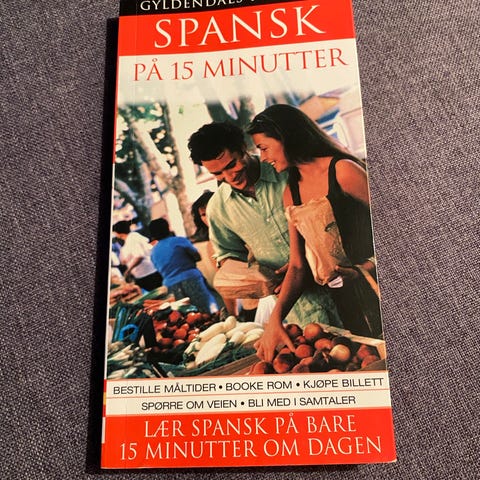 GYLDENDALS
SPANSK
PÅ 15 MINUTTER
BESTILLE MÅLTIDER • BOOKE ROM • KJØPE BILLETT
SPØRRE OM VEIEN • BLI MED I SAMTALER
LÆR SPANSK PÅ BARE
15 MINUTTER OM DAGEN